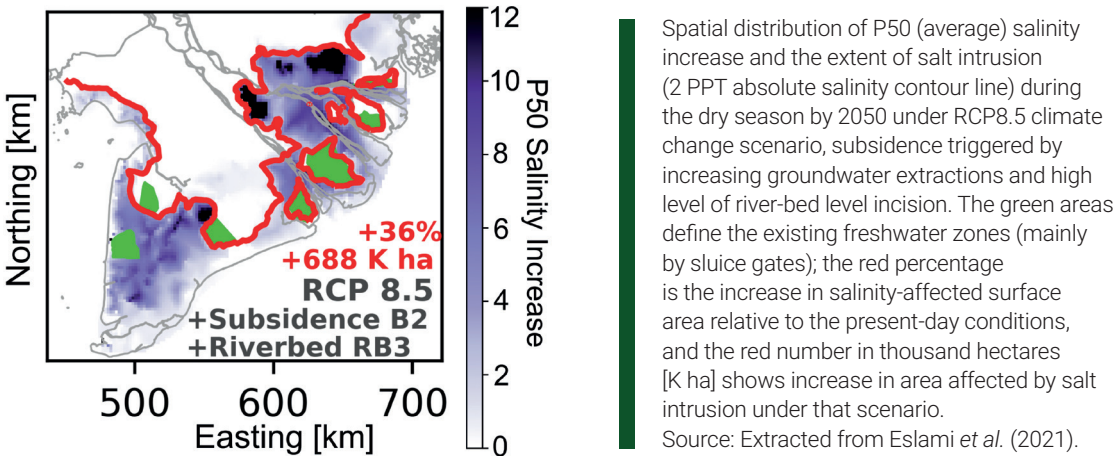 Northing [km]
+36%
+688 K ha
RCP 8.5
+Subsidence B2
+Riverbed RB3
500
600
700
Easting [km]
12
10
8
6
4
2
0
P50 Salinity Increase
Spatial distribution of P50 (average) salinity
increase and the extent of salt intrusion
(2 PPT absolute salinity contour line) during
the dry season by 2050 under RCP8.5 climate
change scenario, subsidence triggered by
increasing groundwater extractions and high
level of river-bed level incision. The green areas
define the existing freshwater zones (mainly
by sluice gates); the red percentage
is the increase in salinity-affected surface
area relative to the present-day conditions,
and the red number in thousand hectares
[K ha] shows increase in area affected by salt
intrusion under that scenario.
Source: Extracted from Eslami et al. (2021).